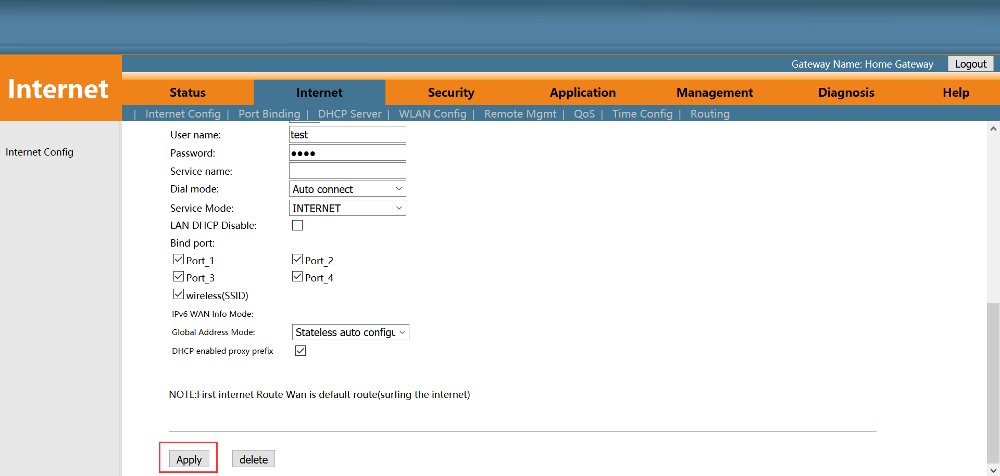 Gateway Name: Home Gateway Logout
Internet
Status Internet Security Application Management Diagnosis Help
| Internet Config | Port Binding | DHCP Server | WLAN Config | Remote Mgmt | QoS | Time Config | Routing
Internet Config
User name: test
Password: ●●●●
Service name:
Dial mode: Auto connect
Service Mode: INTERNET
LAN DHCP Disable:
Bind port:
Port_1 Port_2
Port_3 Port_4
wireless(SSID)
IPv6 WAN Info Mode:
Global Address Mode: Stateless auto configu
DHCP enabled proxy prefix
NOTE:First internet Route Wan is default route(surfing the internet)
Apply delete